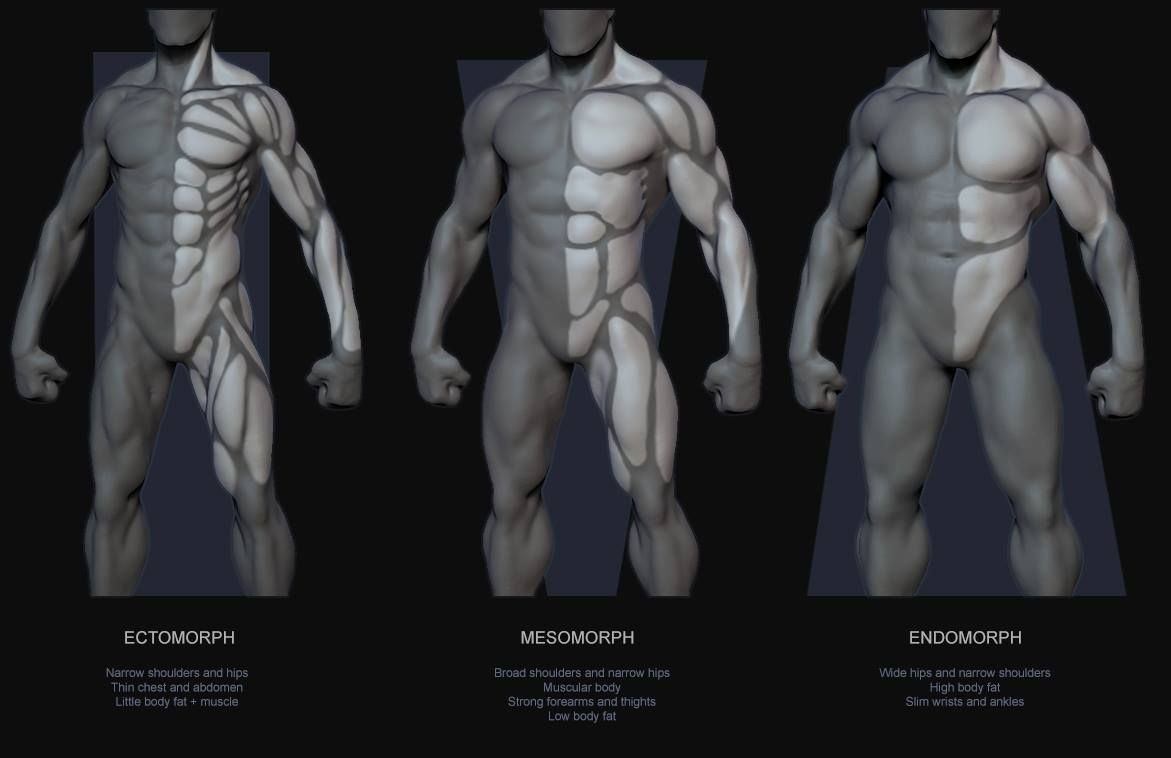 ECTOMORPH
Narrow shoulders and hips
Thin chest and abdomen
Little body fat + muscle
MESOMORPH
Broad shoulders and narrow hips
Muscular body
Strong forearms and thights
Low body fat
ENDOMORPH
Wide hips and narrow shoulders
High body fat
Slim wrists and ankles